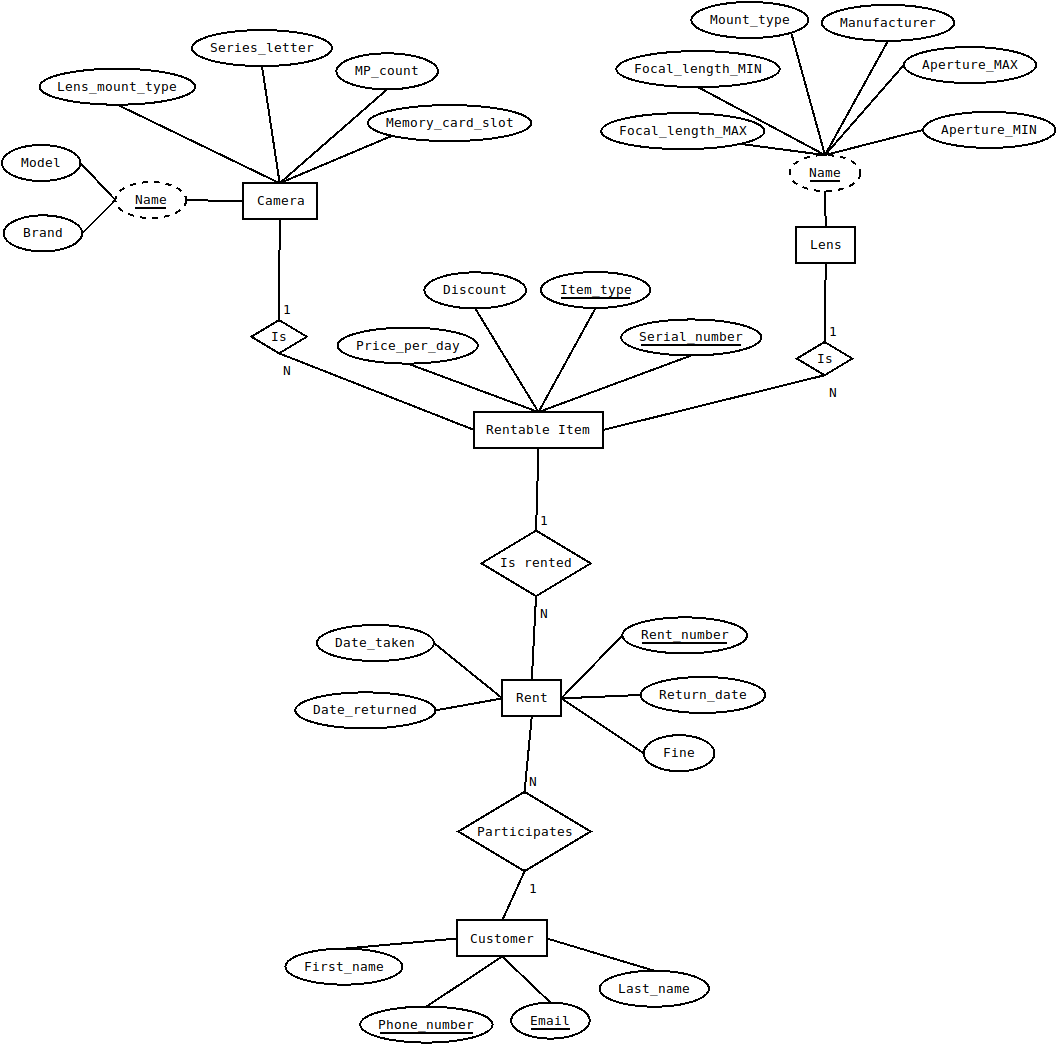 Mount_type
Manufacturer
Series_letter
Aperture_MAX
Focal_length_MIN
MP_count
Lens_mount_type
Memory_card_slot
Focal_length_MAX
Aperture_MIN
Model
Name
Name
Camera
Brand
Lens
Discount
Item_type
1
Is
Price_per_day
Serial_number
1
Is
N
N
Rentable Item
1
Is rented
N
Date_taken
Rent_number
Rent
Return_date
Date_returned
Fine
N
Participates
1
Customer
First_name
Last_name
Phone_number
Email